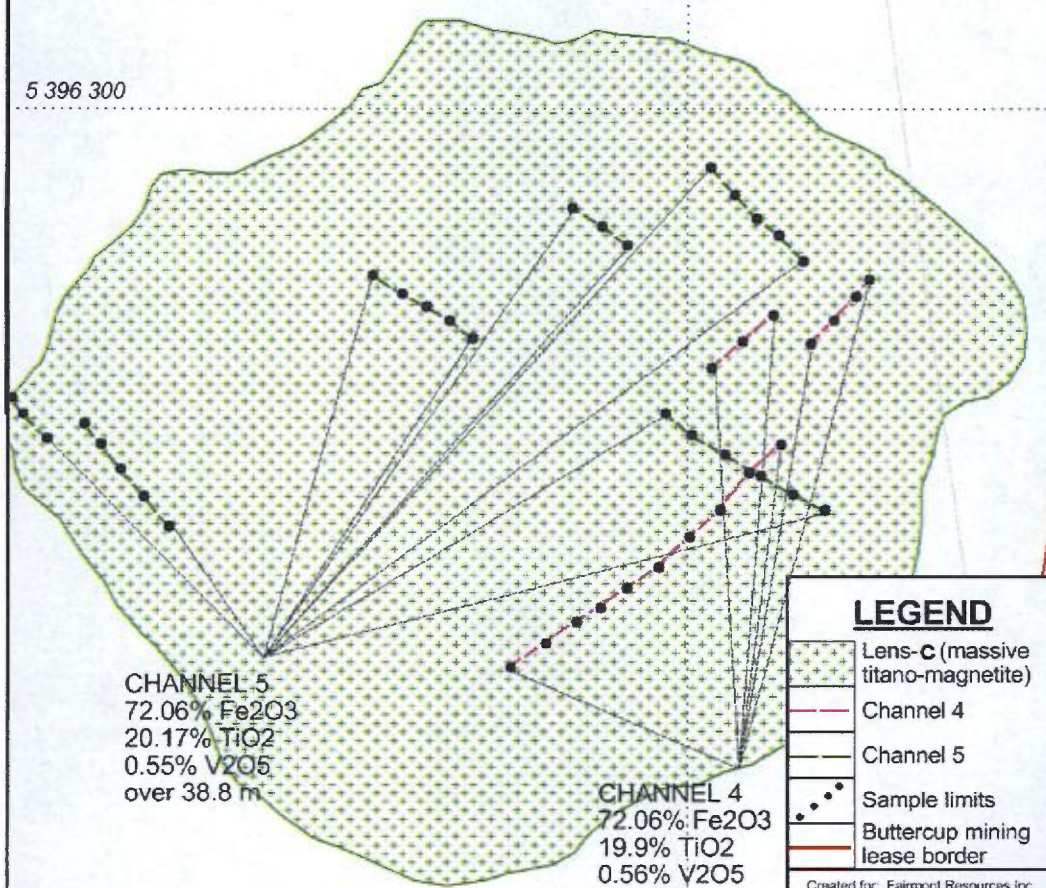 5 396 300
CHANNEL 5
72.06% Fe2O3
20.17% TiO2
0.55% V2O5
over 38.8 m
CHANNEL 4
72.06% Fe2O3
19.9% TiO2
0.56% V2O5
LEGEND
Lens-C (massive
titano-magnetite)
Channel 4
Channel 5
Sample limits
Buttercup mining
lease border
Created for: Fairmont Resources Inc.